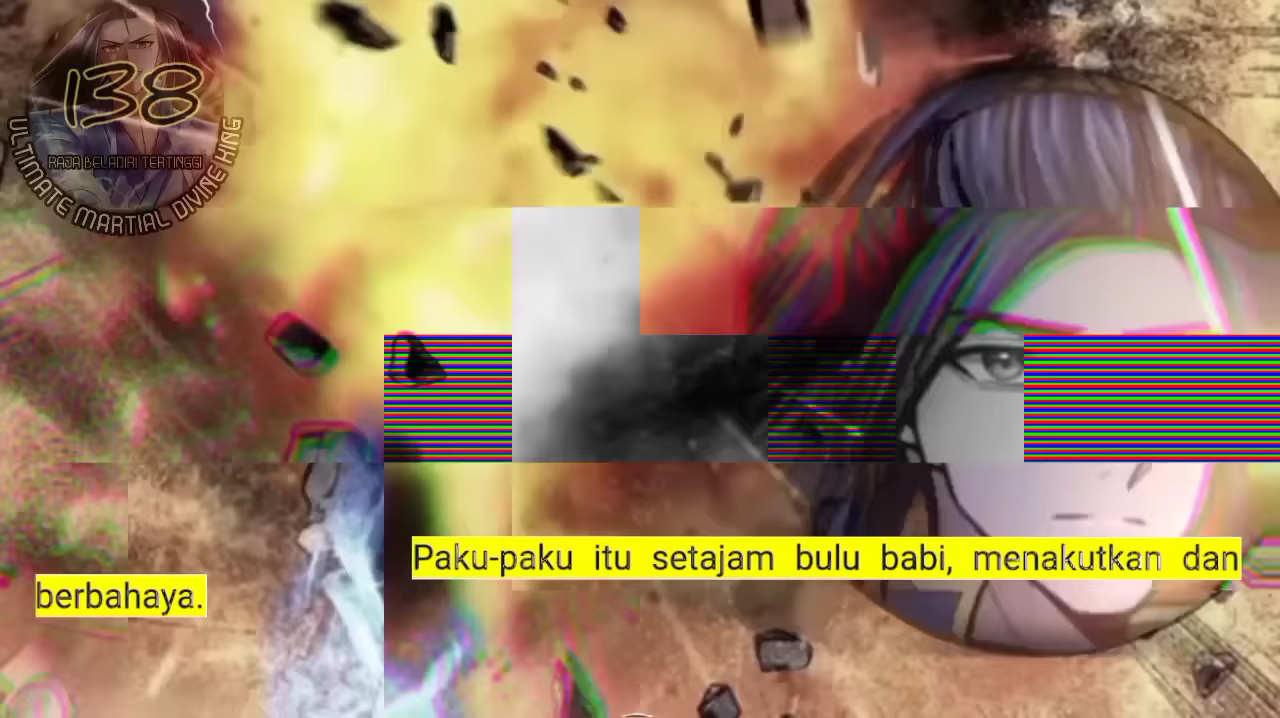 138
RAJA BELADIRI TERTINGGI
ULTIMATE MARTIAL DIVINE KING
Paku-paku itu setajam bulu babi, menakutkan dan
berbahaya.